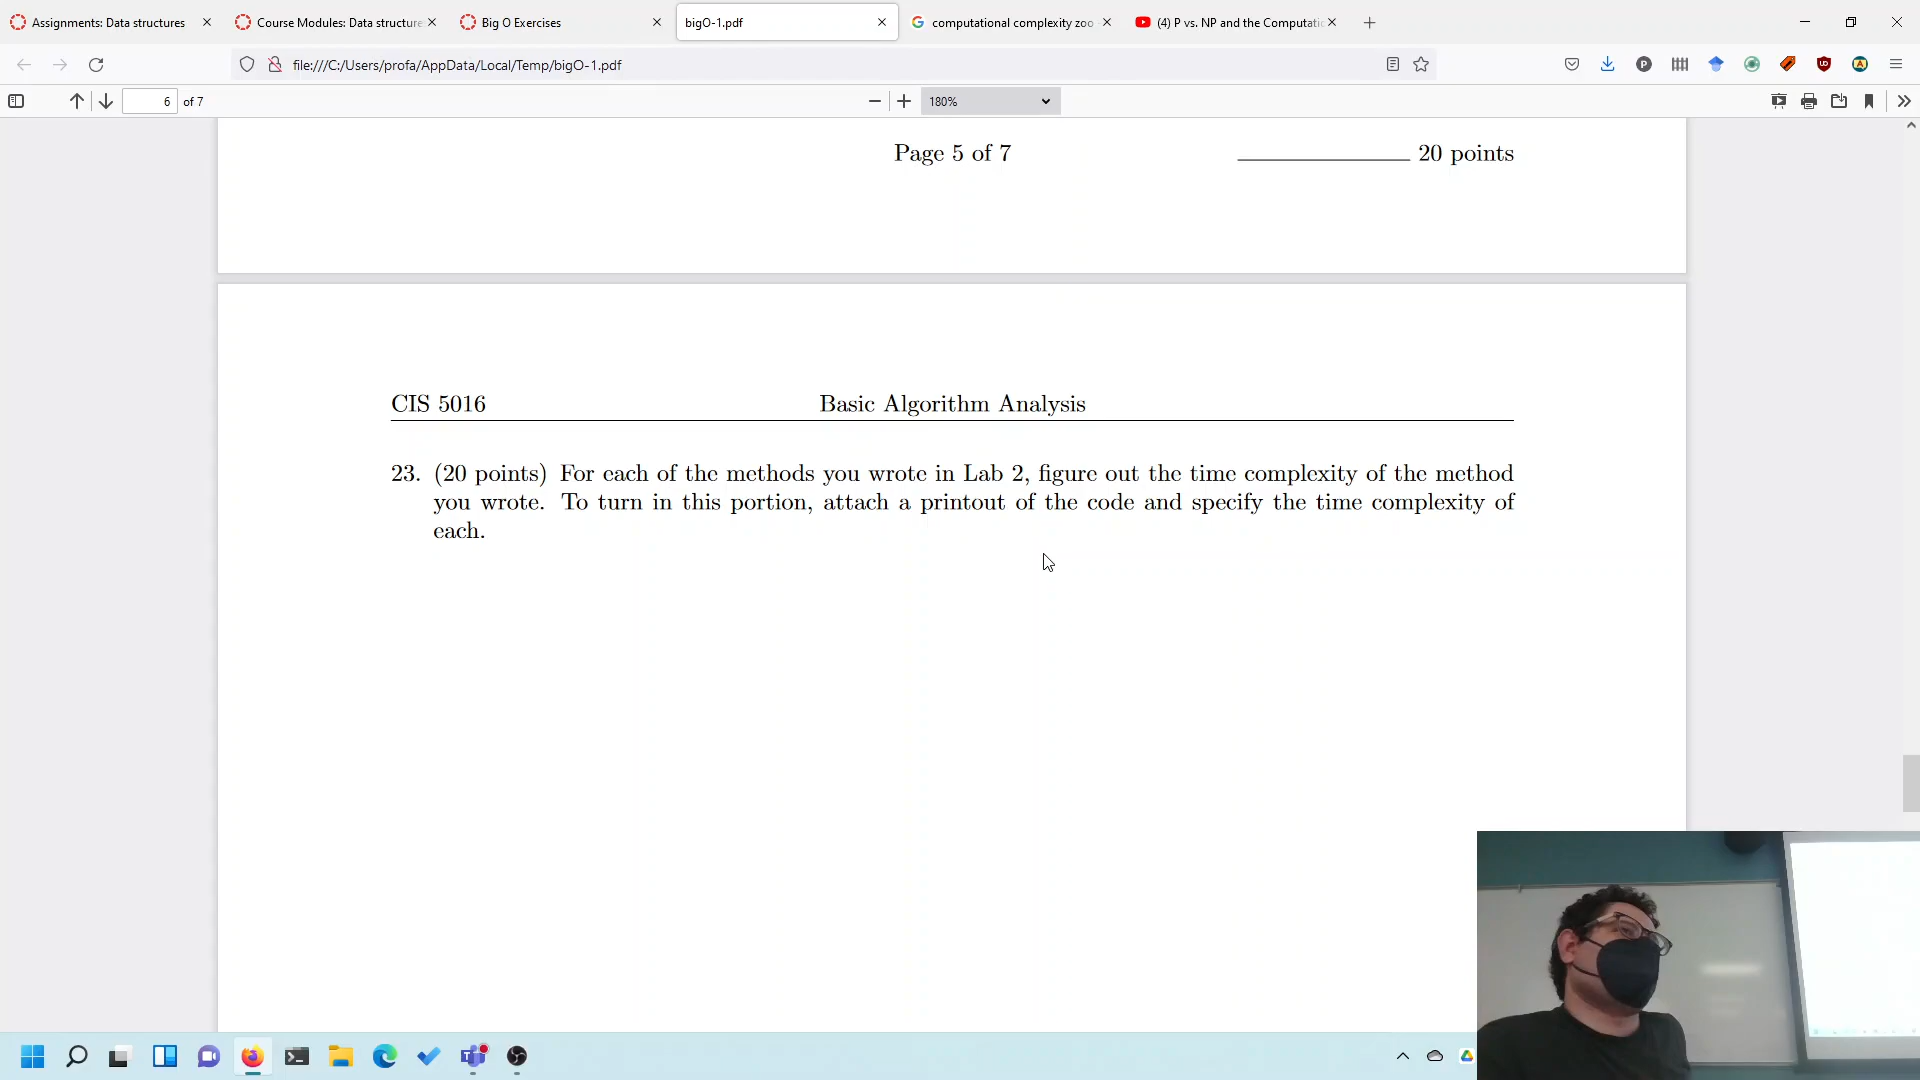 Assignments: Data structures
Course Modules: Data structure
Big O Exercises
bigO-1.pdf
computational complexity zoo
(4) P vs. NP and the Computati
file:///C:/Users/profa/AppData/Local/Temp/bigO-1.pdf
6 of 7
180%
Page 5 of 7
20 points
CIS 5016
Basic Algorithm Analysis
23. (20 points) For each of the methods you wrote in Lab 2, figure out the time complexity of the method
you wrote. To turn in this portion, attach a printout of the code and specify the time complexity of
each.